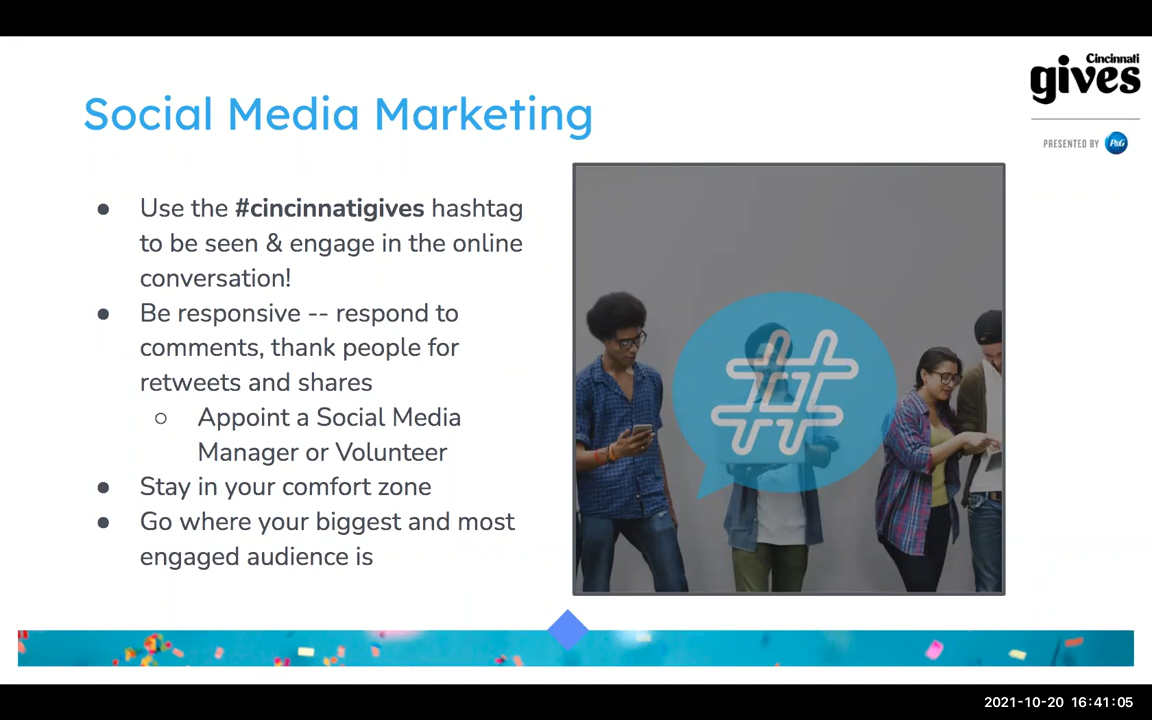 Cincinnati
gives
PRESENTED BY P&G
Social Media Marketing
● Use the #cincinnatigives hashtag
to be seen & engage in the online
conversation!
● Be responsive -- respond to
comments, thank people for
retweets and shares
○ Appoint a Social Media
Manager or Volunteer
● Stay in your comfort zone
● Go where your biggest and most
engaged audience is
#
2021-10-20 16:41:05